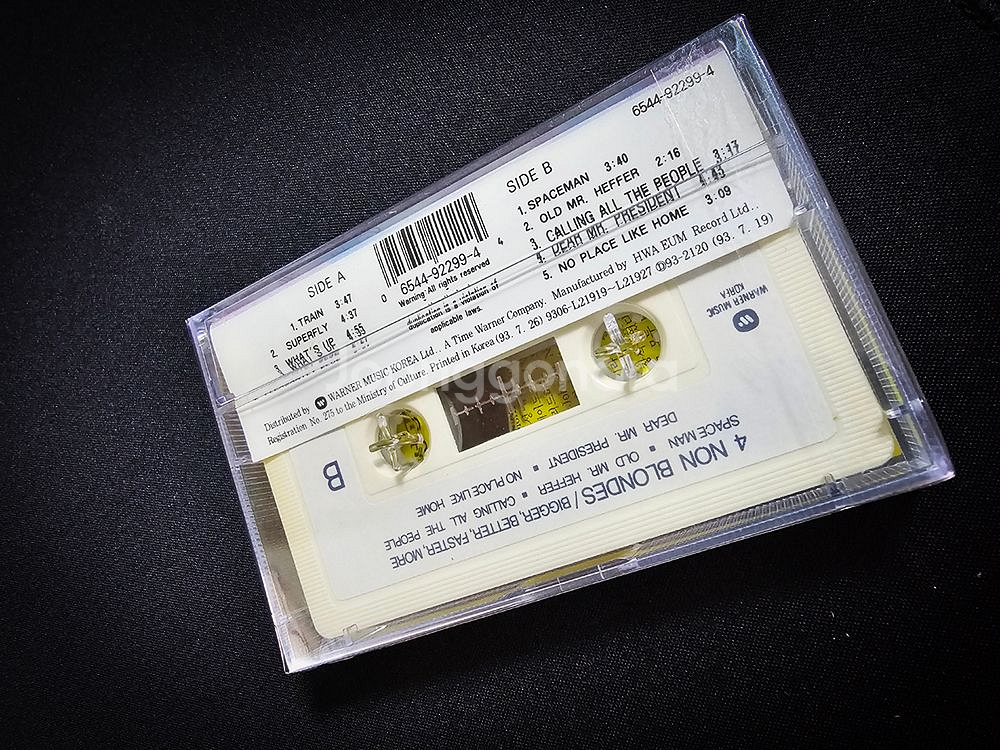 6544-92299-4
SIDE A
1. TRAIN 3:47
2. SUPERFLY 4:37
3. WHAT'S UP 4:55
0 6544-92299-4 4
Warning: All rights reserved
duplication is a violation of
applicable laws.
SIDE B
1. SPACEMAN 3:40
2. OLD MR. HEFFER 2:16
3. CALLING ALL THE PEOPLE 3:17
4. DEAR MR. PRESIDENT 4:43
5. NO PLACE LIKE HOME 3:09
Distributed by WARNER MUSIC KOREA Ltd., A Time Warner Company. Manufactured by HWA EUM Record Ltd.,
Registration No. 275 to the Ministry of Culture. Printed in Korea (93. 7. 26) 9306-L21919~L21927 ⓟ93-2120 (93. 7. 19)
WARNER MUSIC
KOREA
B
4 NON BLONDES / BIGGER, BETTER, FASTER, MORE
SPACEMAN ▪ OLD MR. HEFFER ▪ CALLING ALL THE PEOPLE
DEAR MR. PRESIDENT ▪ NO PLACE LIKE HOME
Joonggonara